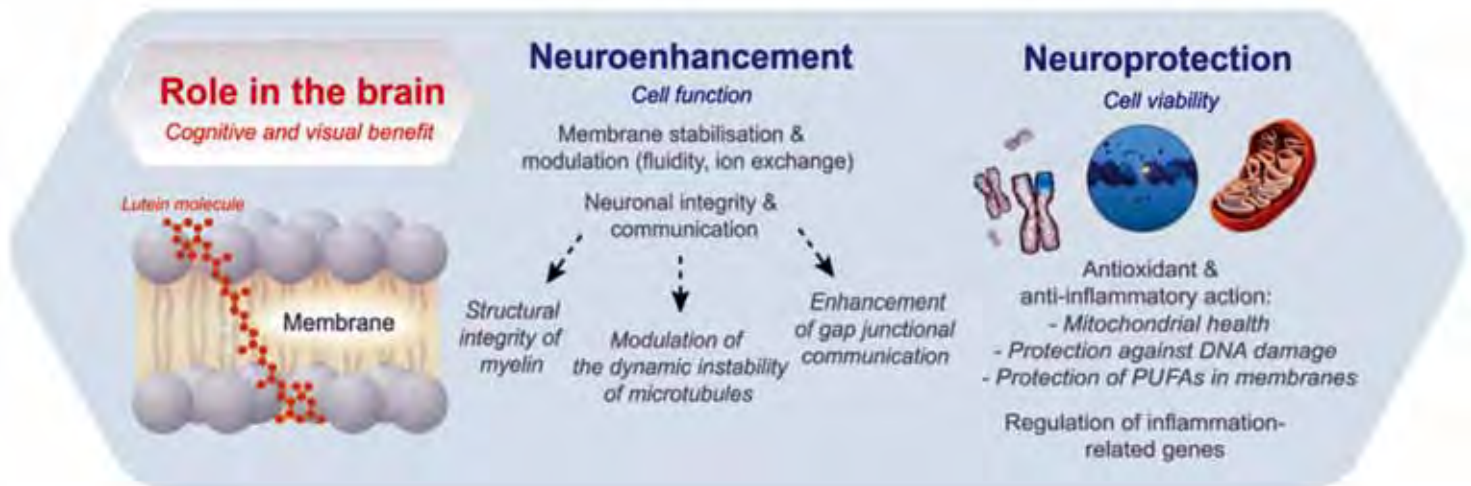 Role in the brain
Cognitive and visual benefit
Lutein molecule
Membrane
Neuroenhancement
Cell function
Membrane stabilisation &
modulation (fluidity, ion exchange)
Neuronal integrity &
communication
Structural
integrity of
myelin
Modulation of
the dynamic instability
of microtubules
Enhancement
of gap junctional
communication
Neuroprotection
Cell viability
Antioxidant &
anti-inflammatory action:
- Mitochondrial health
- Protection against DNA damage
- Protection of PUFAs in membranes
Regulation of inflammation-
related genes